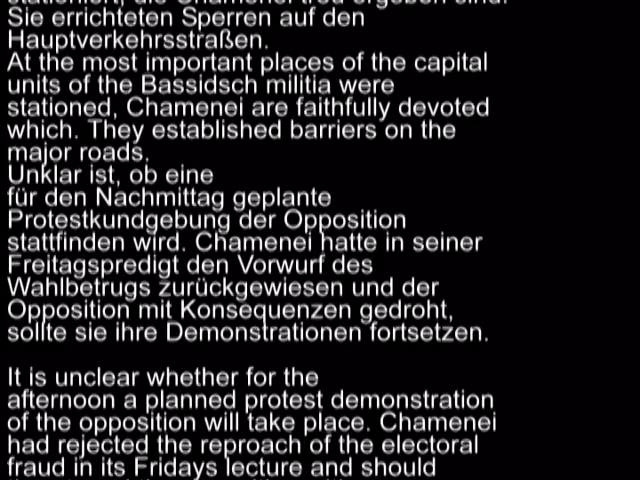 Sie errichteten Sperren auf den
Hauptverkehrsstraßen.
At the most important places of the capital
units of the Bassidsch militia were
stationed, Chamenei are faithfully devoted
which. They established barriers on the
major roads.
Unklar ist, ob eine
für den Nachmittag geplante
Protestkundgebung der Opposition
stattfinden wird. Chamenei hatte in seiner
Freitagspredigt den Vorwurf des
Wahlbetrugs zurückgewiesen und der
Opposition mit Konsequenzen gedroht,
sollte sie ihre Demonstrationen fortsetzen.
It is unclear whether for the
afternoon a planned protest demonstration
of the opposition will take place. Chamenei
had rejected the reproach of the electoral
fraud in its Fridays lecture and should